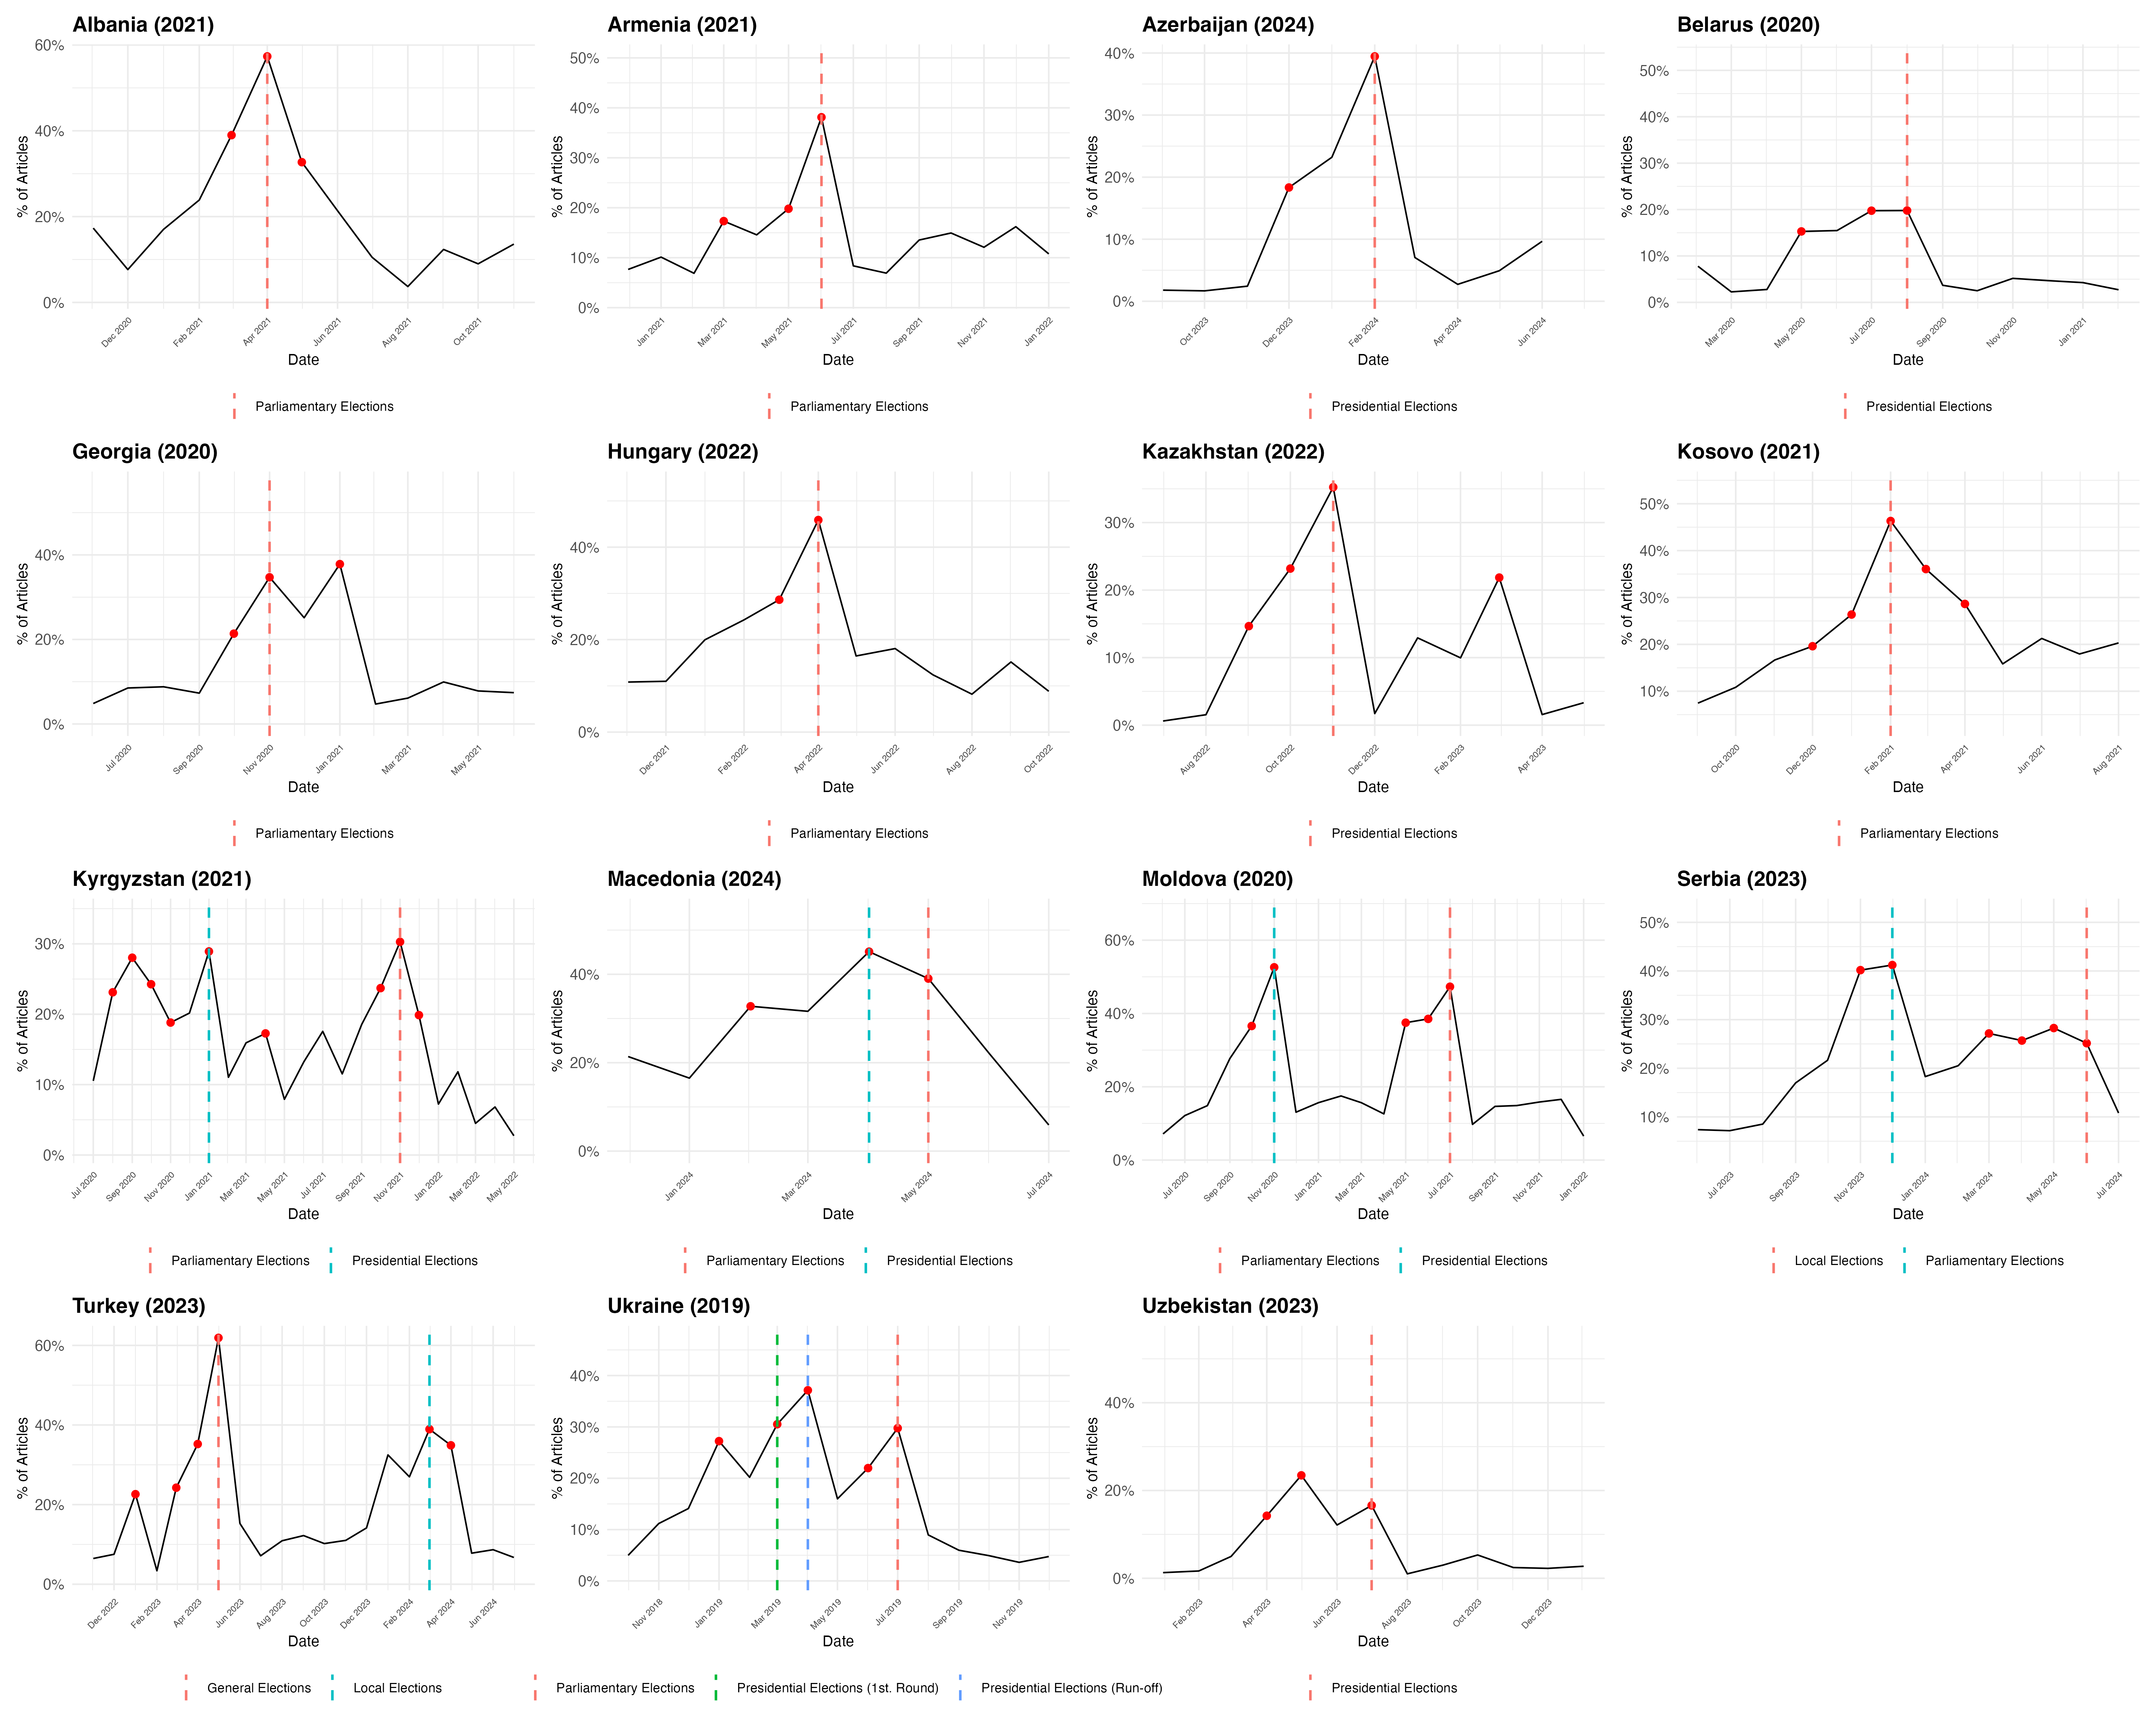 Albania (2021)
60%
40%
20%
0%
% of Articles
Dec 2020
Feb 2021
Apr 2021
Jun 2021
Aug 2021
Oct 2021
Date
Parliamentary Elections
Armenia (2021)
50%
40%
30%
20%
10%
0%
% of Articles
Jan 2021
Mar 2021
May 2021
Jul 2021
Sep 2021
Nov 2021
Jan 2022
Date
Parliamentary Elections
Azerbaijan (2024)
40%
30%
20%
10%
0%
% of Articles
Oct 2023
Dec 2023
Feb 2024
Apr 2024
Jun 2024
Date
Presidential Elections
Belarus (2020)
50%
40%
30%
20%
10%
0%
% of Articles
Mar 2020
May 2020
Jul 2020
Sep 2020
Nov 2020
Jan 2021
Date
Presidential Elections
Georgia (2020)
40%
20%
0%
% of Articles
Jul 2020
Sep 2020
Nov 2020
Jan 2021
Mar 2021
May 2021
Date
Parliamentary Elections
Hungary (2022)
40%
20%
0%
% of Articles
Dec 2021
Feb 2022
Apr 2022
Jun 2022
Aug 2022
Oct 2022
Date
Parliamentary Elections
Kazakhstan (2022)
30%
20%
10%
0%
% of Articles
Aug 2022
Oct 2022
Dec 2022
Feb 2023
Apr 2023
Date
Presidential Elections
Kosovo (2021)
50%
40%
30%
20%
10%
% of Articles
Oct 2020
Dec 2020
Feb 2021
Apr 2021
Jun 2021
Aug 2021
Date
Parliamentary Elections
Kyrgyzstan (2021)
30%
20%
10%
0%
% of Articles
Jul 2020
Sep 2020
Nov 2020
Jan 2021
Mar 2021
May 2021
Jul 2021
Sep 2021
Nov 2021
Jan 2022
Mar 2022
May 2022
Date
Parliamentary Elections
Presidential Elections
Macedonia (2024)
40%
20%
0%
% of Articles
Jan 2024
Mar 2024
May 2024
Jul 2024
Date
Parliamentary Elections
Presidential Elections
Moldova (2020)
60%
40%
20%
0%
% of Articles
Jul 2020
Sep 2020
Nov 2020
Jan 2021
Mar 2021
May 2021
Jul 2021
Sep 2021
Nov 2021
Jan 2022
Date
Parliamentary Elections
Presidential Elections
Serbia (2023)
50%
40%
30%
20%
10%
% of Articles
Jul 2023
Sep 2023
Nov 2023
Jan 2024
Mar 2024
May 2024
Jul 2024
Date
Local Elections
Parliamentary Elections
Turkey (2023)
60%
40%
20%
0%
% of Articles
Dec 2022
Feb 2023
Apr 2023
Jun 2023
Aug 2023
Oct 2023
Dec 2023
Feb 2024
Apr 2024
Jun 2024
Date
General Elections
Local Elections
Ukraine (2019)
40%
30%
20%
10%
0%
% of Articles
Nov 2018
Jan 2019
Mar 2019
May 2019
Jul 2019
Sep 2019
Nov 2019
Date
Parliamentary Elections
Presidential Elections (1st. Round)
Presidential Elections (Run-off)
Uzbekistan (2023)
40%
20%
0%
% of Articles
Feb 2023
Apr 2023
Jun 2023
Aug 2023
Oct 2023
Dec 2023
Date
Presidential Elections